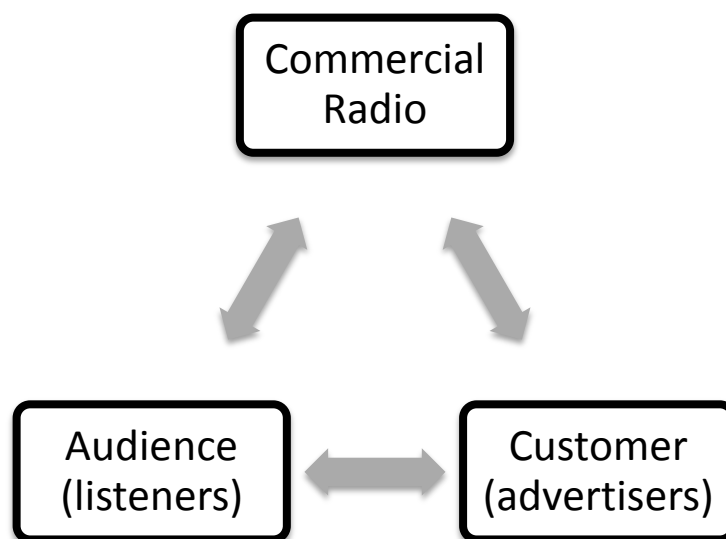 Commercial
Radio
Audience
(listeners)
Customer
(advertisers)